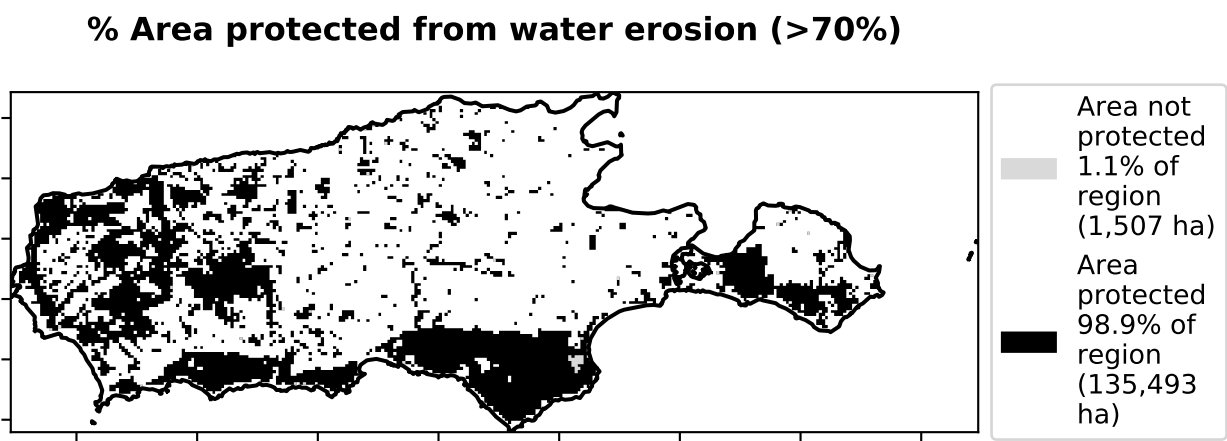 % Area protected from water erosion (>70%)
Area not
protected
1.1% of
region
(1,507 ha)
Area
protected
98.9% of
region
(135,493
ha)